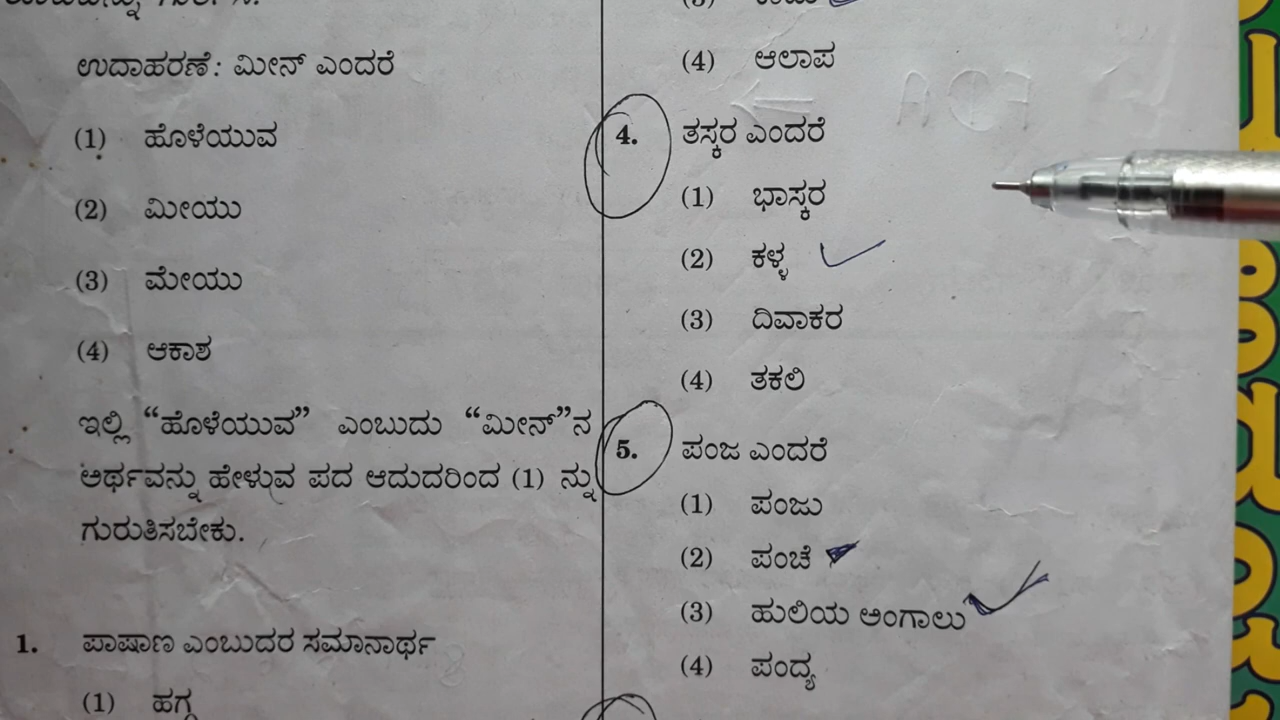 ಉದಾಹರಣೆ: ಮೀನ್ ಎಂದರೆ
(1) ಹೊಳೆಯುವ
(2) ಮೀಯು
(3) ಮೇಯು
(4) ಆಕಾಶ
ಇಲ್ಲಿ “ಹೊಳೆಯುವ” ಎಂಬುದು “ಮೀನ್”ನ
ಅರ್ಥವನ್ನು ಹೇಳುವ ಪದ ಆದುದರಿಂದ (1) ನ್ನು
ಗುರುತಿಸಬೇಕು.
1. ಪಾಷಾಣ ಎಂಬುದರ ಸಮಾನಾರ್ಥ
(1) ಹಗ್ಗ
(4) ಆಲಾಪ
4. ತಸ್ಕರ ಎಂದರೆ
(1) ಭಾಸ್ಕರ
(2) ಕಳ್ಳ
(3) ದಿವಾಕರ
(4) ತಕಲಿ
5. ಪಂಜ ಎಂದರೆ
(1) ಪಂಜು
(2) ಪಂಚೆ
(3) ಹುಲಿಯ ಅಂಗಾಲು
(4) ಪಂದ್ಯ